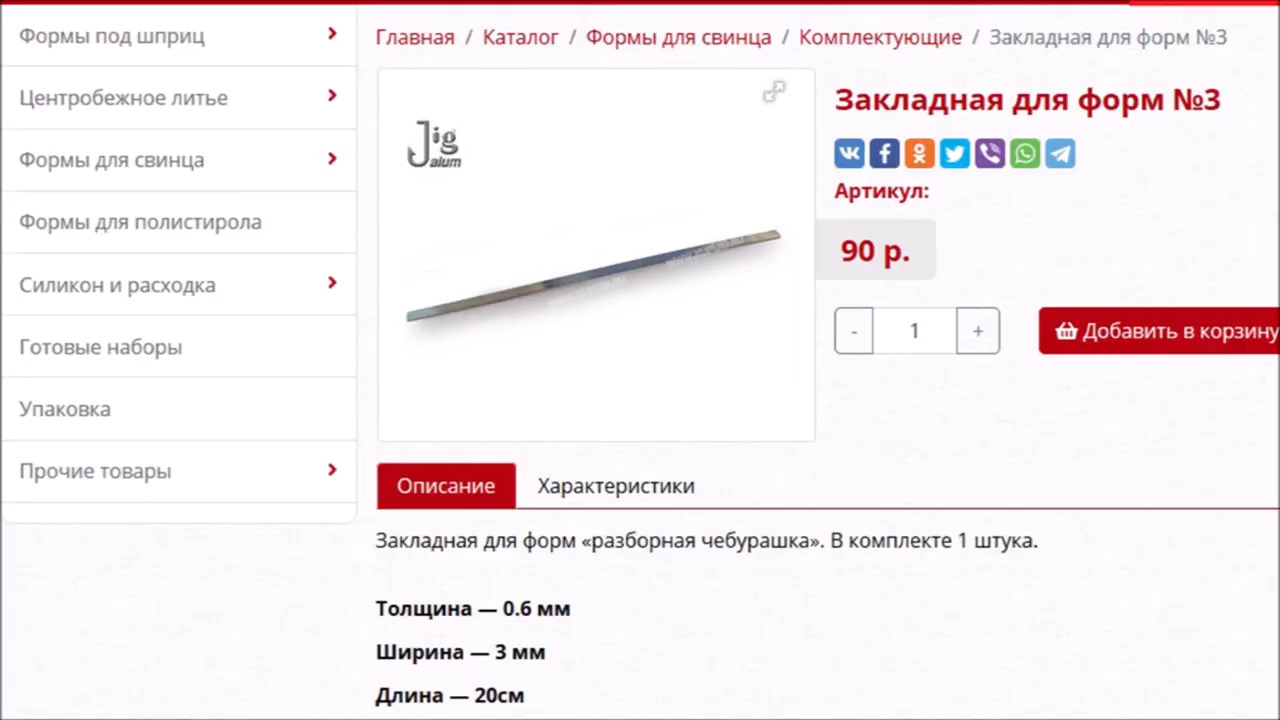 Формы под шприц
Центробежное литье
Формы для свинца
Формы для полистирола
Силикон и расходка
Готовые наборы
Упаковка
Прочие товары
Главная / Каталог / Формы для свинца / Комплектующие / Закладная для форм №3
Jig
alum
Закладная для форм №3
Артикул:
90 р.
- 1 +
Добавить в корзину
Описание
Характеристики
Закладная для форм «разборная чебурашка». В комплекте 1 штука.
Толщина — 0.6 мм
Ширина — 3 мм
Длина — 20см